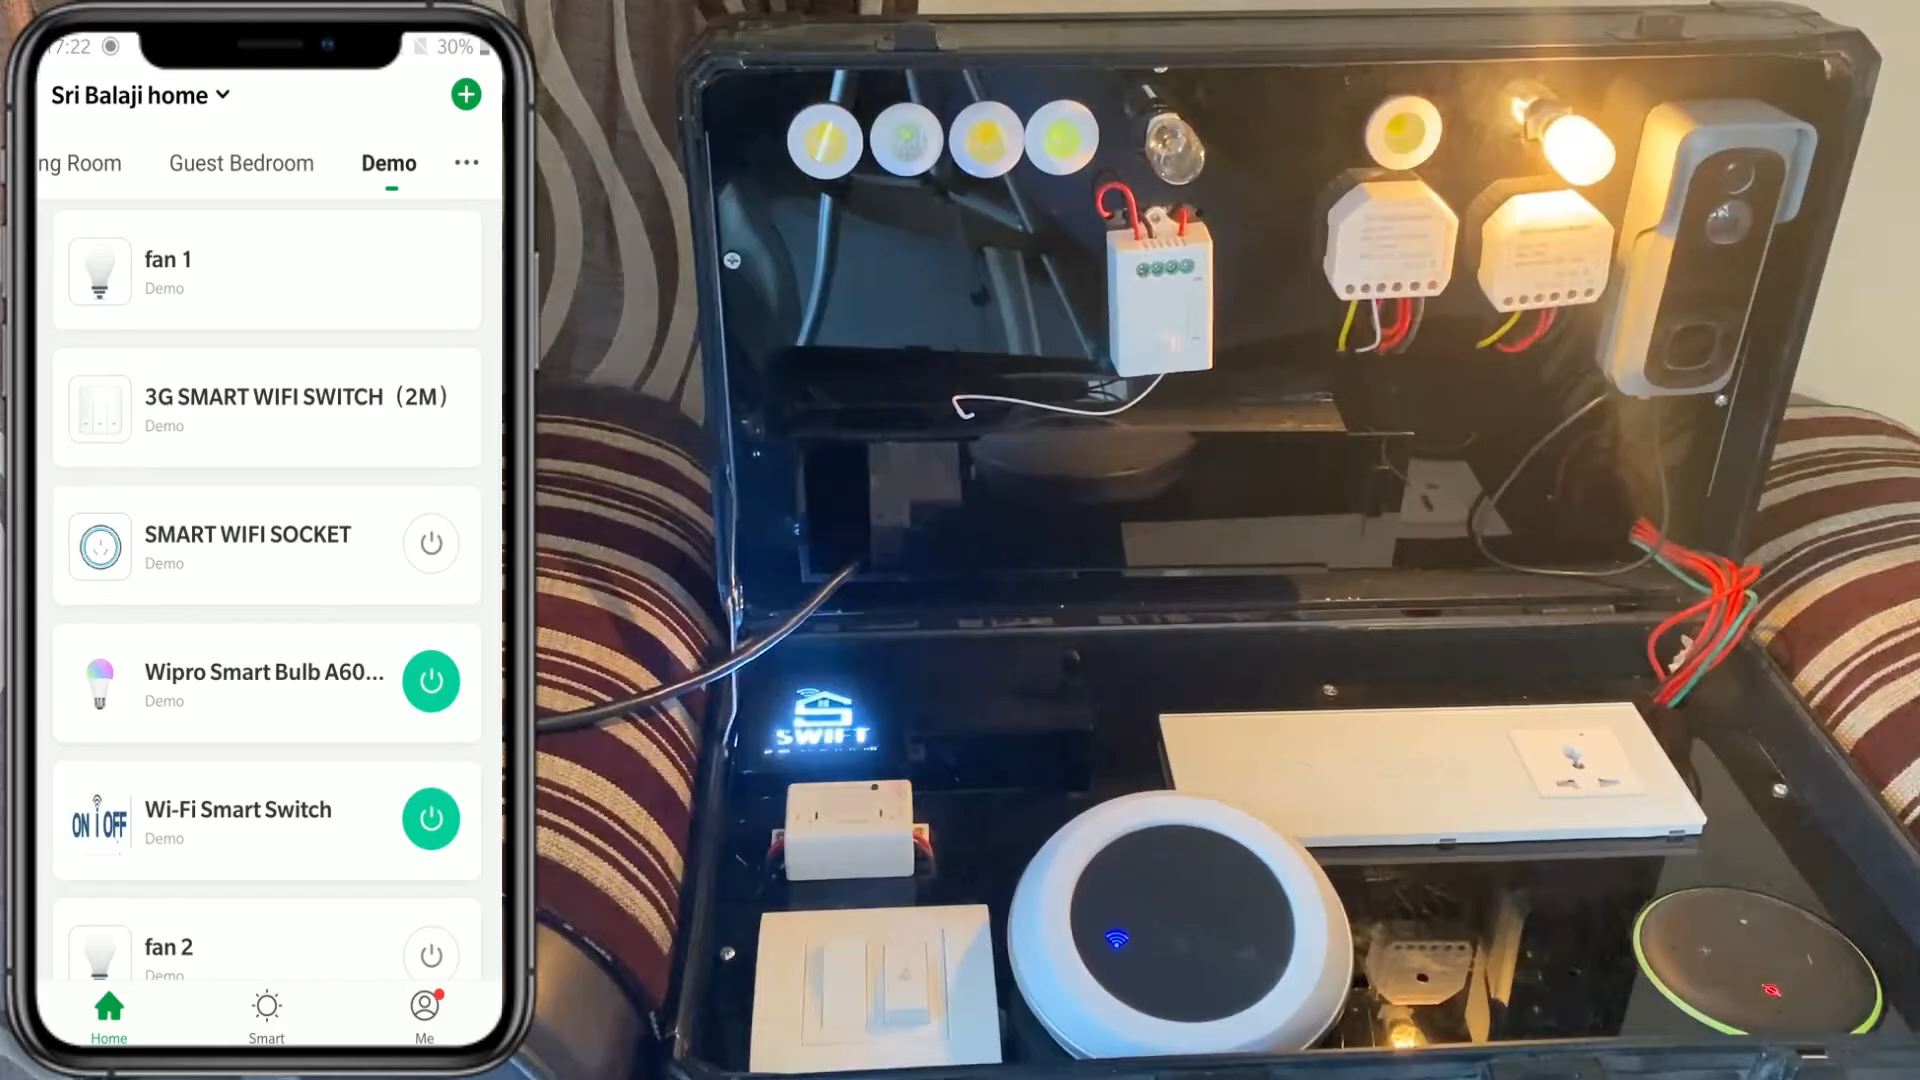 7:22
30%
Sri Balaji home
ng Room
Guest Bedroom
Demo
fan 1
Demo
3G SMART WIFI SWITCH（2M）
Demo
SMART WIFI SOCKET
Demo
Wipro Smart Bulb A60...
Demo
ON OFF
Wi-Fi Smart Switch
Demo
fan 2
Demo
Home
Smart
Me
SWIFT